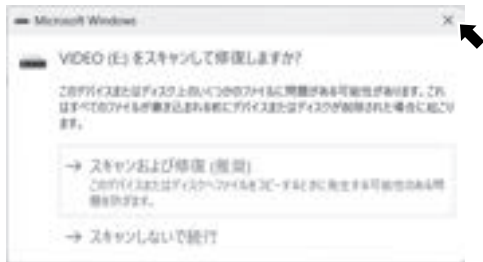 Microsoft Windows
VIDEO (E:) をスキャンして修復しますか?
このデバイスまたはディスク上のいくつかのファイルに問題がある可能性があります。これ
はすべてのファイルが書き込まれる前にデバイスまたはディスクが削除された場合に起こり
ます。
→ スキャンおよび修復 (推奨)
このデバイスまたはディスクへファイルをコピーするときに発生する可能性のある問
題を防ぎます。
→ スキャンしないで続行